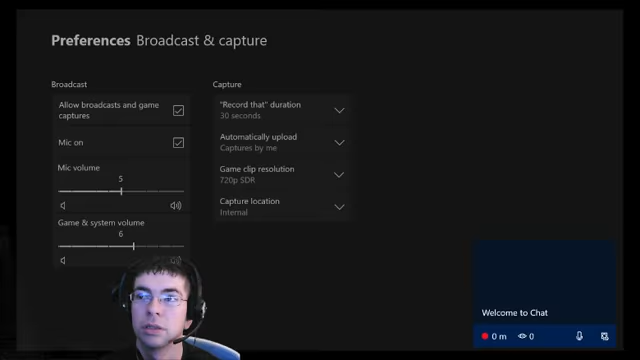 Preferences Broadcast & capture
Broadcast
Allow broadcasts and game
captures
Mic on
Mic volume
5
Game & system volume
6
Capture
"Record that" duration
30 seconds
Automatically upload
Captures by me
Game clip resolution
720p SDR
Capture location
Internal
Welcome to Chat
0 m
0